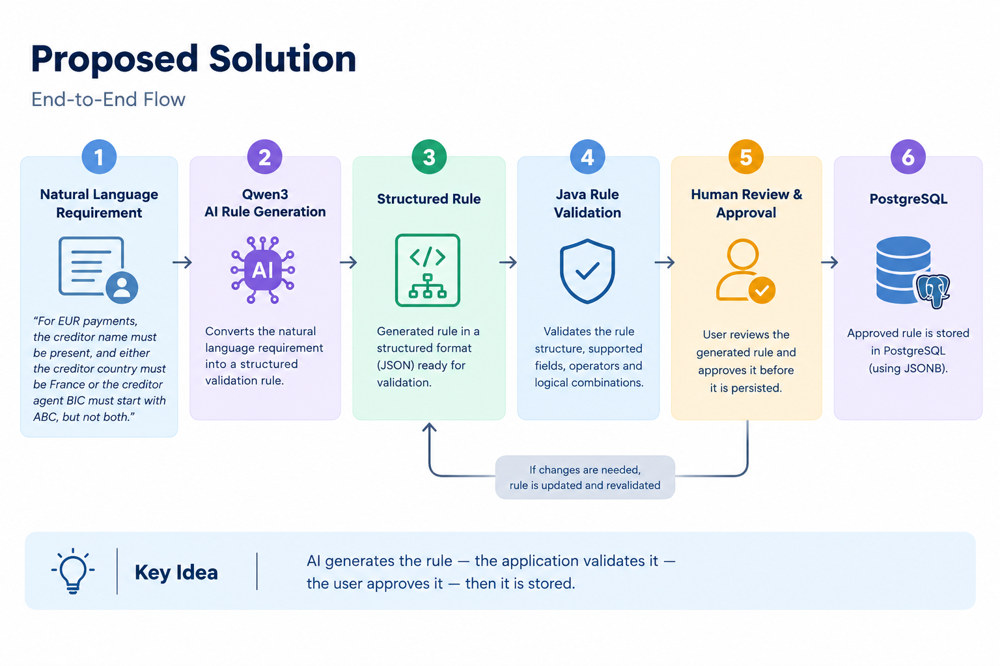 Proposed Solution
End-to-End Flow
1
Natural Language
Requirement
“For EUR payments,
the creditor name must
be present, and either
the creditor country must
be France or the creditor
agent BIC must start with
ABC, but not both.”
2
Qwen3
AI Rule Generation
AI
Converts the natural
language requirement
into a structured
validation rule.
3
Structured Rule
</>
Generated rule in a
structured format
(JSON) ready for
validation.
4
Java Rule
Validation
Validates the rule
structure, supported
fields, operators and
logical combinations.
5
Human Review &
Approval
User reviews the
generated rule and
approves it before
it is persisted.
6
PostgreSQL
Approved rule is stored
in PostgreSQL
(using JSONB).
If changes are needed,
rule is updated and revalidated
Key Idea
AI generates the rule — the application validates it —
the user approves it — then it is stored.